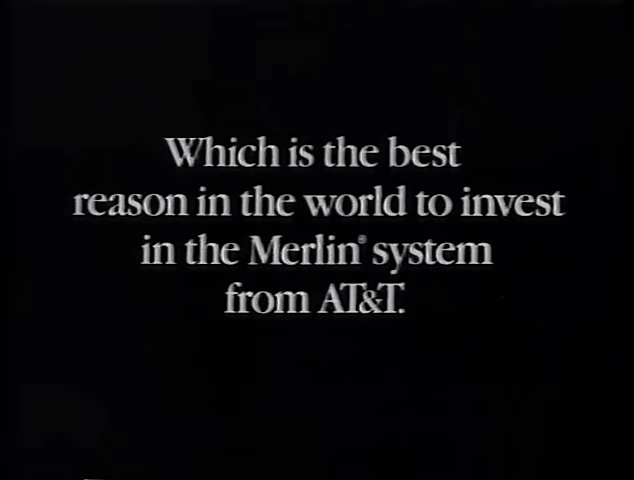 Which is the best
reason in the world to invest
in the Merlin® system
from AT&T.